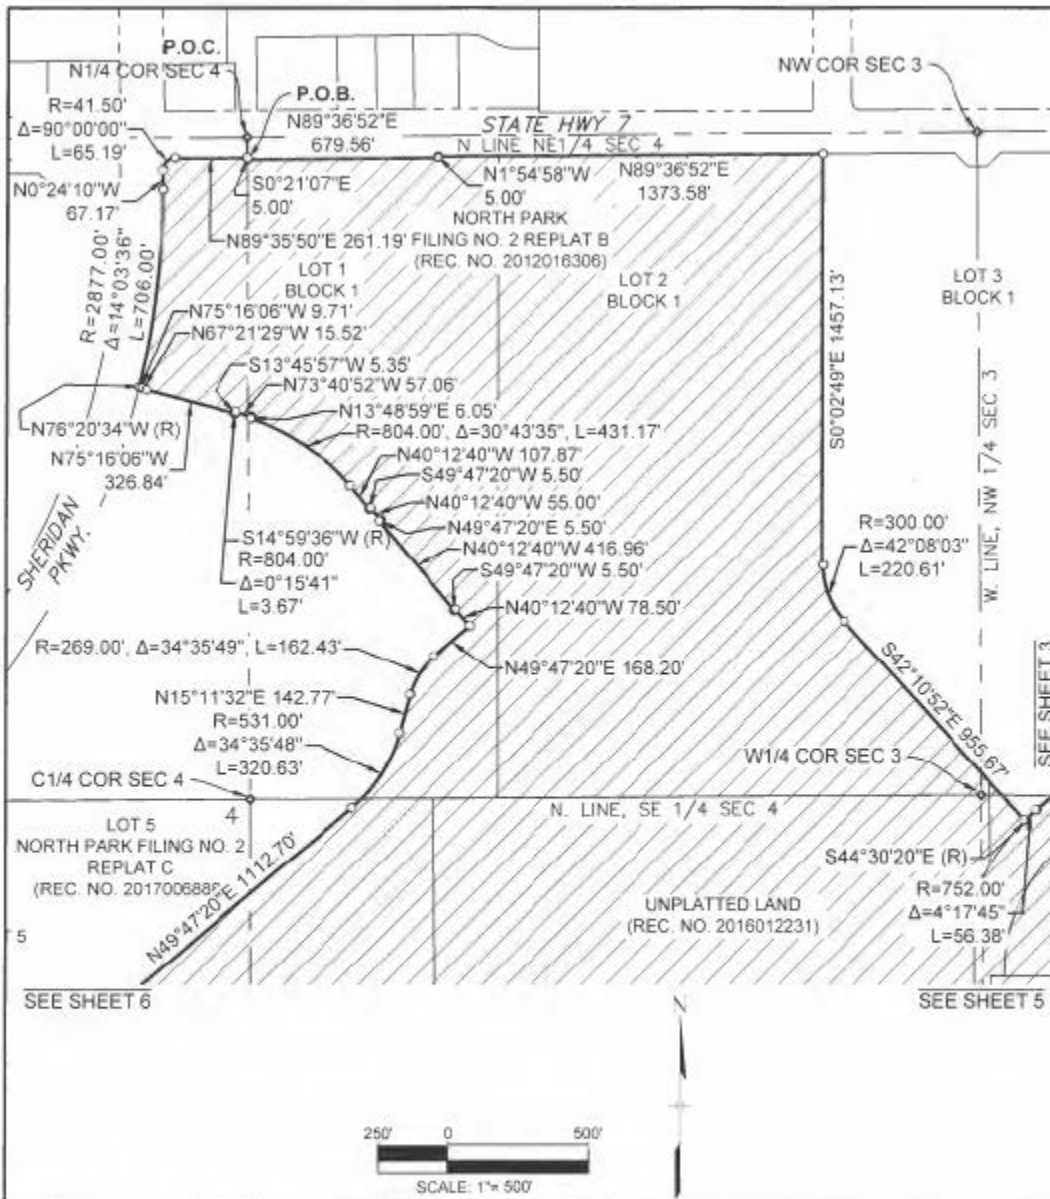 P.O.C.
N1/4 COR SEC 4
NW COR SEC 3
R=41.50'
Δ=90°00'00"
L=65.19'
P.O.B.
N89°36'52"E
679.56'
STATE HWY 7
N LINE NE1/4 SEC 4
N0°24'10"W
67.17'
S0°21'07"E
5.00'
N1°54'58"W
5.00'
N89°36'52"E
1373.58'
N89°35'50"E 261.19'
NORTH PARK
FILING NO. 2 REPLAT B
(REC. NO. 2012016306)
LOT 1
BLOCK 1
LOT 2
BLOCK 1
LOT 3
BLOCK 1
R=2877.00'
Δ=14°03'36"
L=706.00'
N75°16'06"W 9.71'
N67°21'29"W 15.52'
S13°45'57"W 5.35'
N73°40'52"W 57.06'
N13°48'59"E 6.05'
R=804.00', Δ=30°43'35", L=431.17'
N76°20'34"W (R)
N75°16'06"W
326.84'
N40°12'40"W 107.87'
S49°47'20"W 5.50'
N40°12'40"W 55.00'
N49°47'20"E 5.50'
N40°12'40"W 416.96'
S49°47'20"W 5.50'
N40°12'40"W 78.50'
S14°59'36"W (R)
R=804.00'
Δ=0°15'41"
L=3.67'
SHERIDAN
PKWY.
S0°02'49"E 1457.13'
W. LINE, NW 1/4 SEC 3
R=300.00'
Δ=42°08'03"
L=220.61'
R=269.00', Δ=34°35'49", L=162.43'
N49°47'20"E 168.20'
N15°11'32"E 142.77'
R=531.00'
Δ=34°35'48"
L=320.63'
S42°10'52"E 955.67'
SEE SHEET 3
C1/4 COR SEC 4
W1/4 COR SEC 3
4
N. LINE, SE 1/4 SEC 4
LOT 5
NORTH PARK FILING NO. 2
REPLAT C
(REC. NO. 2017006886
N49°47'20"E 1112.70'
S44°30'20"E (R)
R=752.00'
Δ=4°17'45"
L=56.38'
UNPLATTED LAND
(REC. NO. 2016012231)
5
SEE SHEET 6
SEE SHEET 5
N
250' 0 500'
SCALE: 1"= 500'